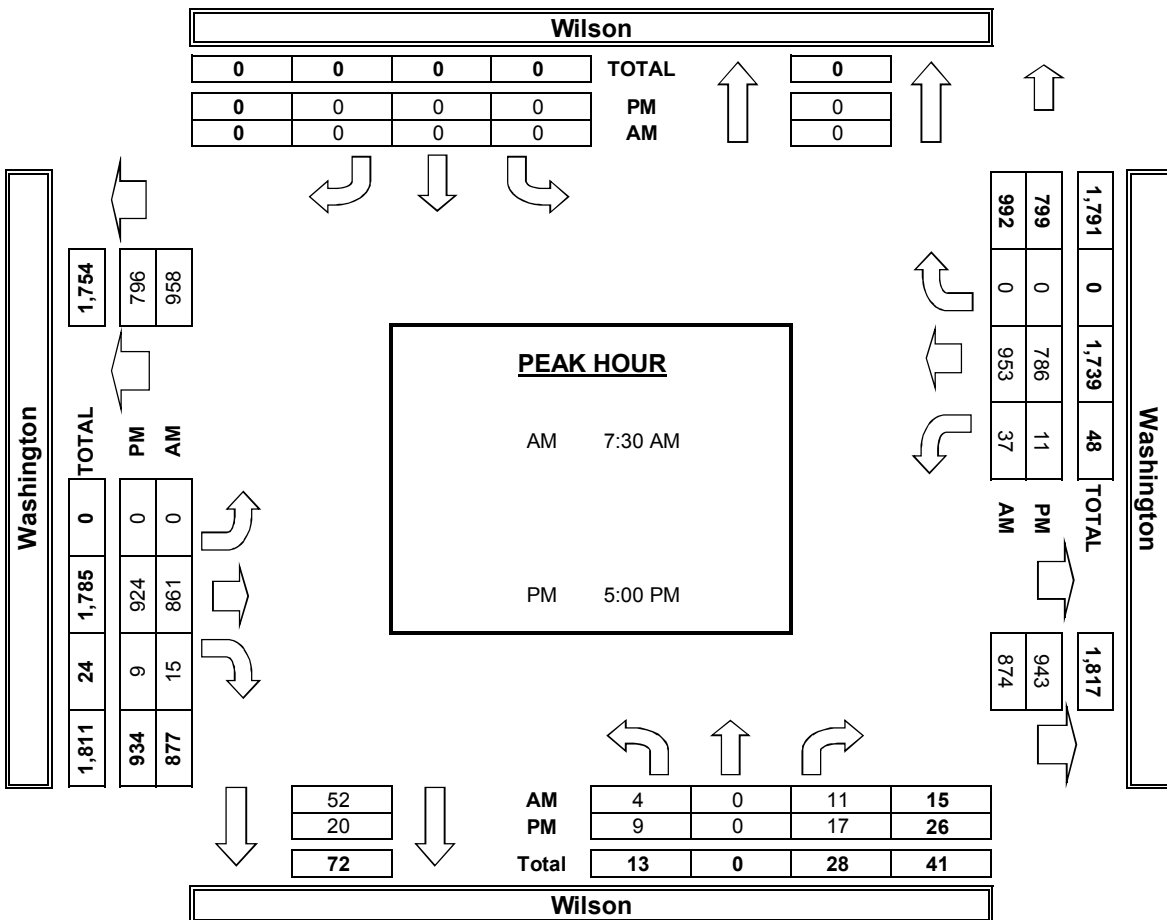 Wilson
0 0 0 0 TOTAL 0
0 0 0 0 PM 0
0 0 0 0 AM 0
Washington
1,754
796
958
TOTAL
PM
AM
0 1,785 24 1,811
0 924 9 934
0 861 15 877
PEAK HOUR
AM 7:30 AM
PM 5:00 PM
1,791 0 1,739 48 TOTAL
799 0 786 11 PM
992 0 953 37 AM
1,817
943
874
Washington
52 AM 4 0 11 15
20 PM 9 0 17 26
72 Total 13 0 28 41
Wilson